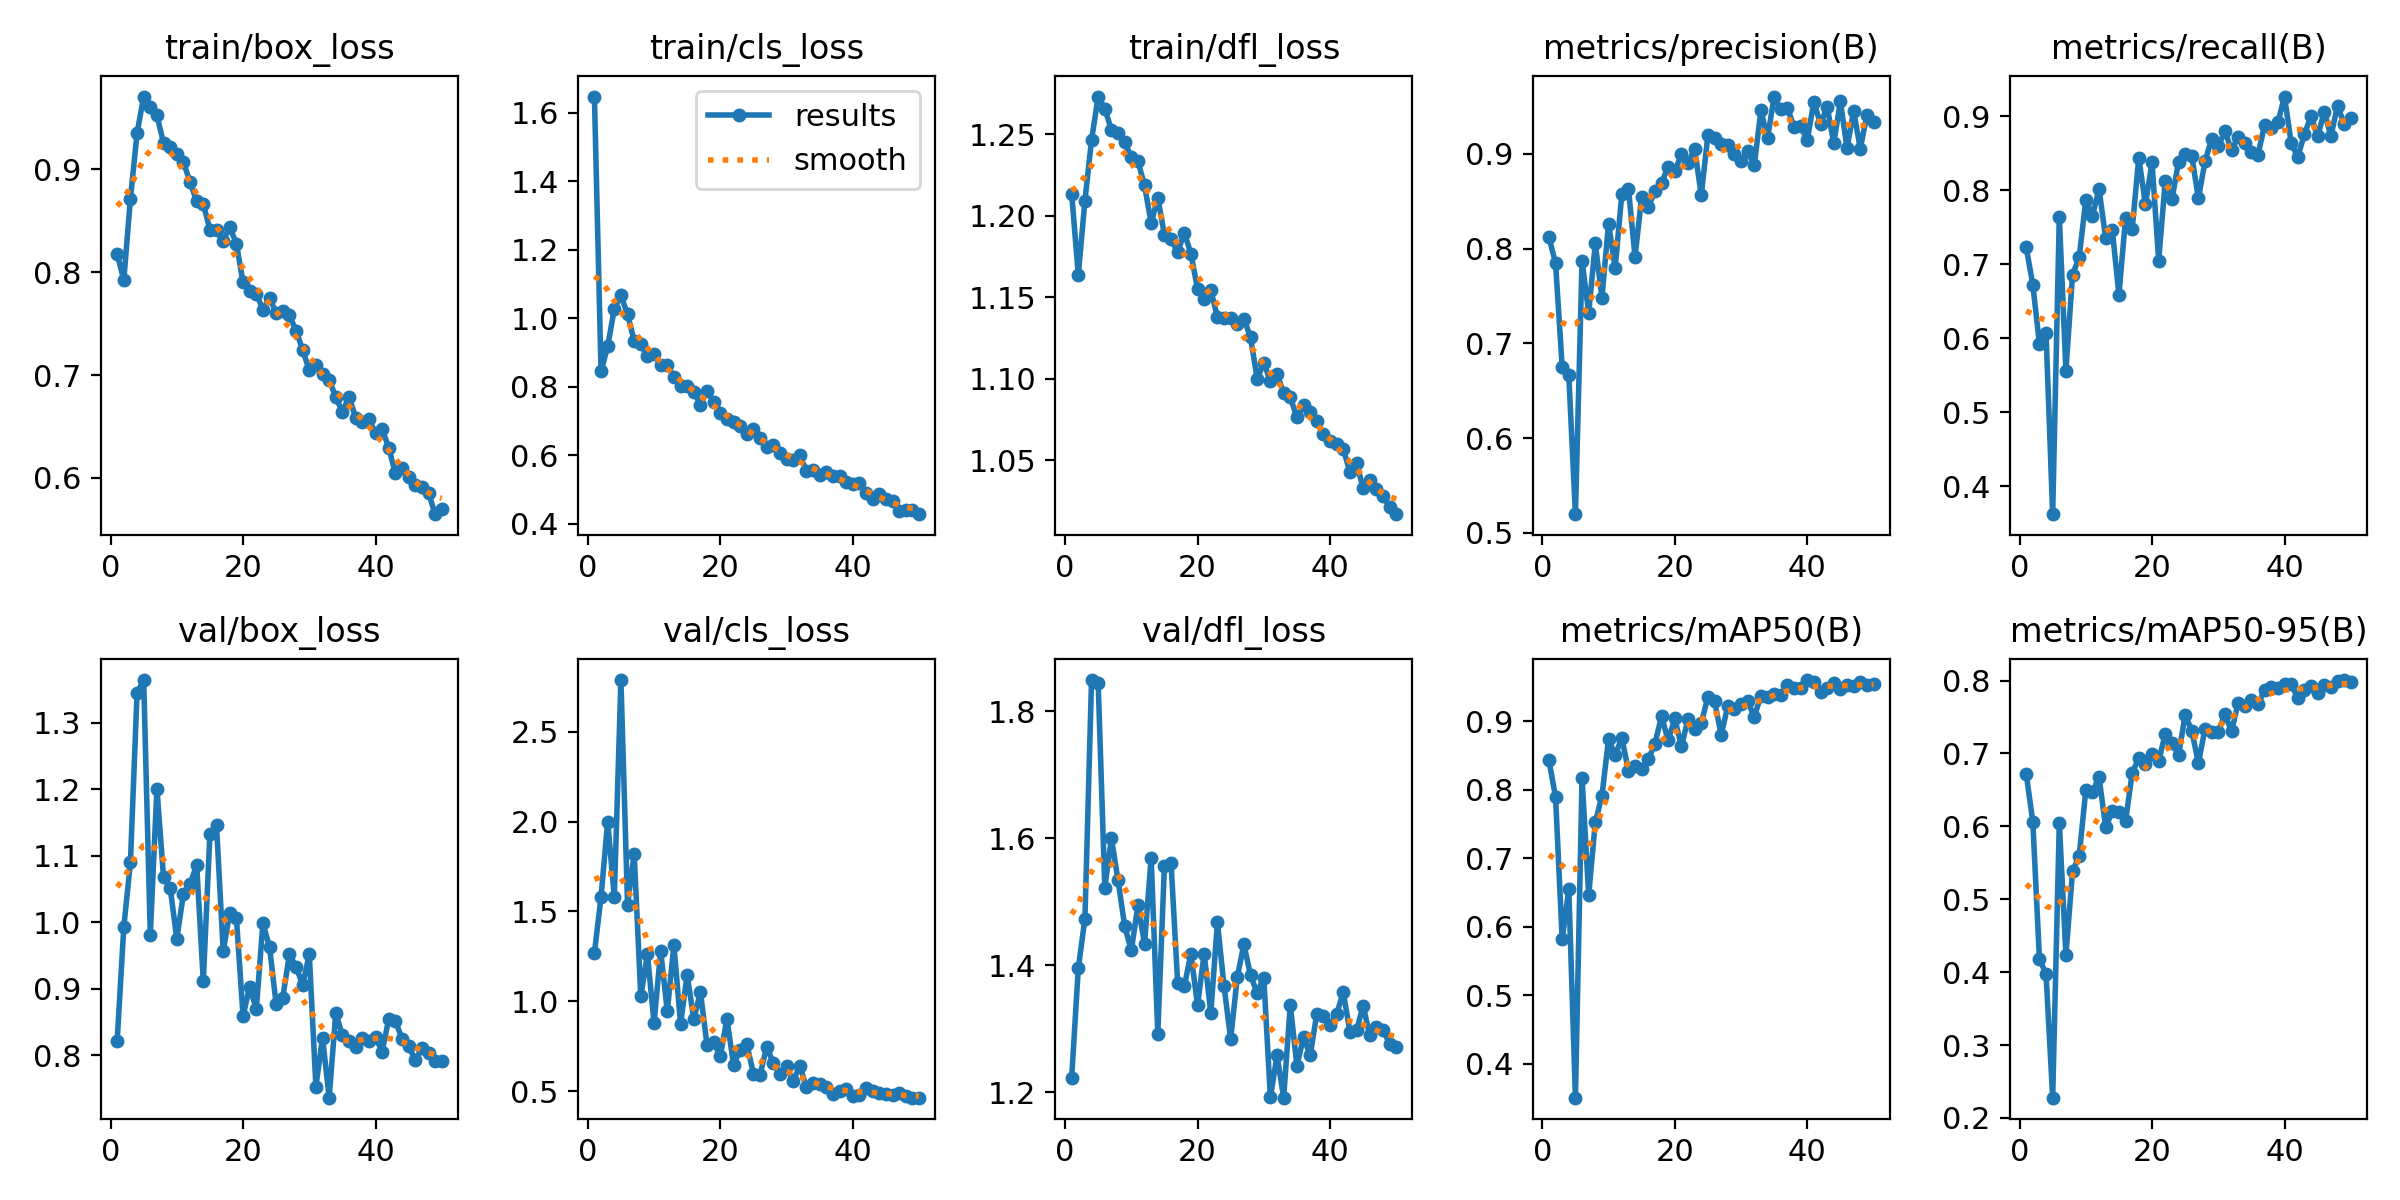 train/box_loss
0.9
0.8
0.7
0.6
0 20 40
train/cls_loss
results
smooth
1.6
1.4
1.2
1.0
0.8
0.6
0.4
0 20 40
train/dfl_loss
1.25
1.20
1.15
1.10
1.05
0 20 40
metrics/precision(B)
0.9
0.8
0.7
0.6
0.5
0 20 40
metrics/recall(B)
0.9
0.8
0.7
0.6
0.5
0.4
0 20 40
val/box_loss
1.3
1.2
1.1
1.0
0.9
0.8
0 20 40
val/cls_loss
2.5
2.0
1.5
1.0
0.5
0 20 40
val/dfl_loss
1.8
1.6
1.4
1.2
0 20 40
metrics/mAP50(B)
0.9
0.8
0.7
0.6
0.5
0.4
0 20 40
metrics/mAP50-95(B)
0.8
0.7
0.6
0.5
0.4
0.3
0.2
0 20 40